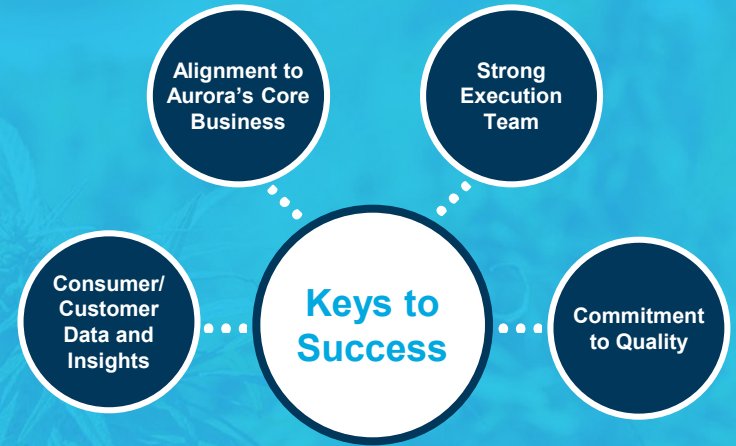 Alignment to
Aurora's Core
Business
Strong
Execution
Team
Consumer/
Customer
Data and
Insights
Keys to
Success
Commitment
to Quality